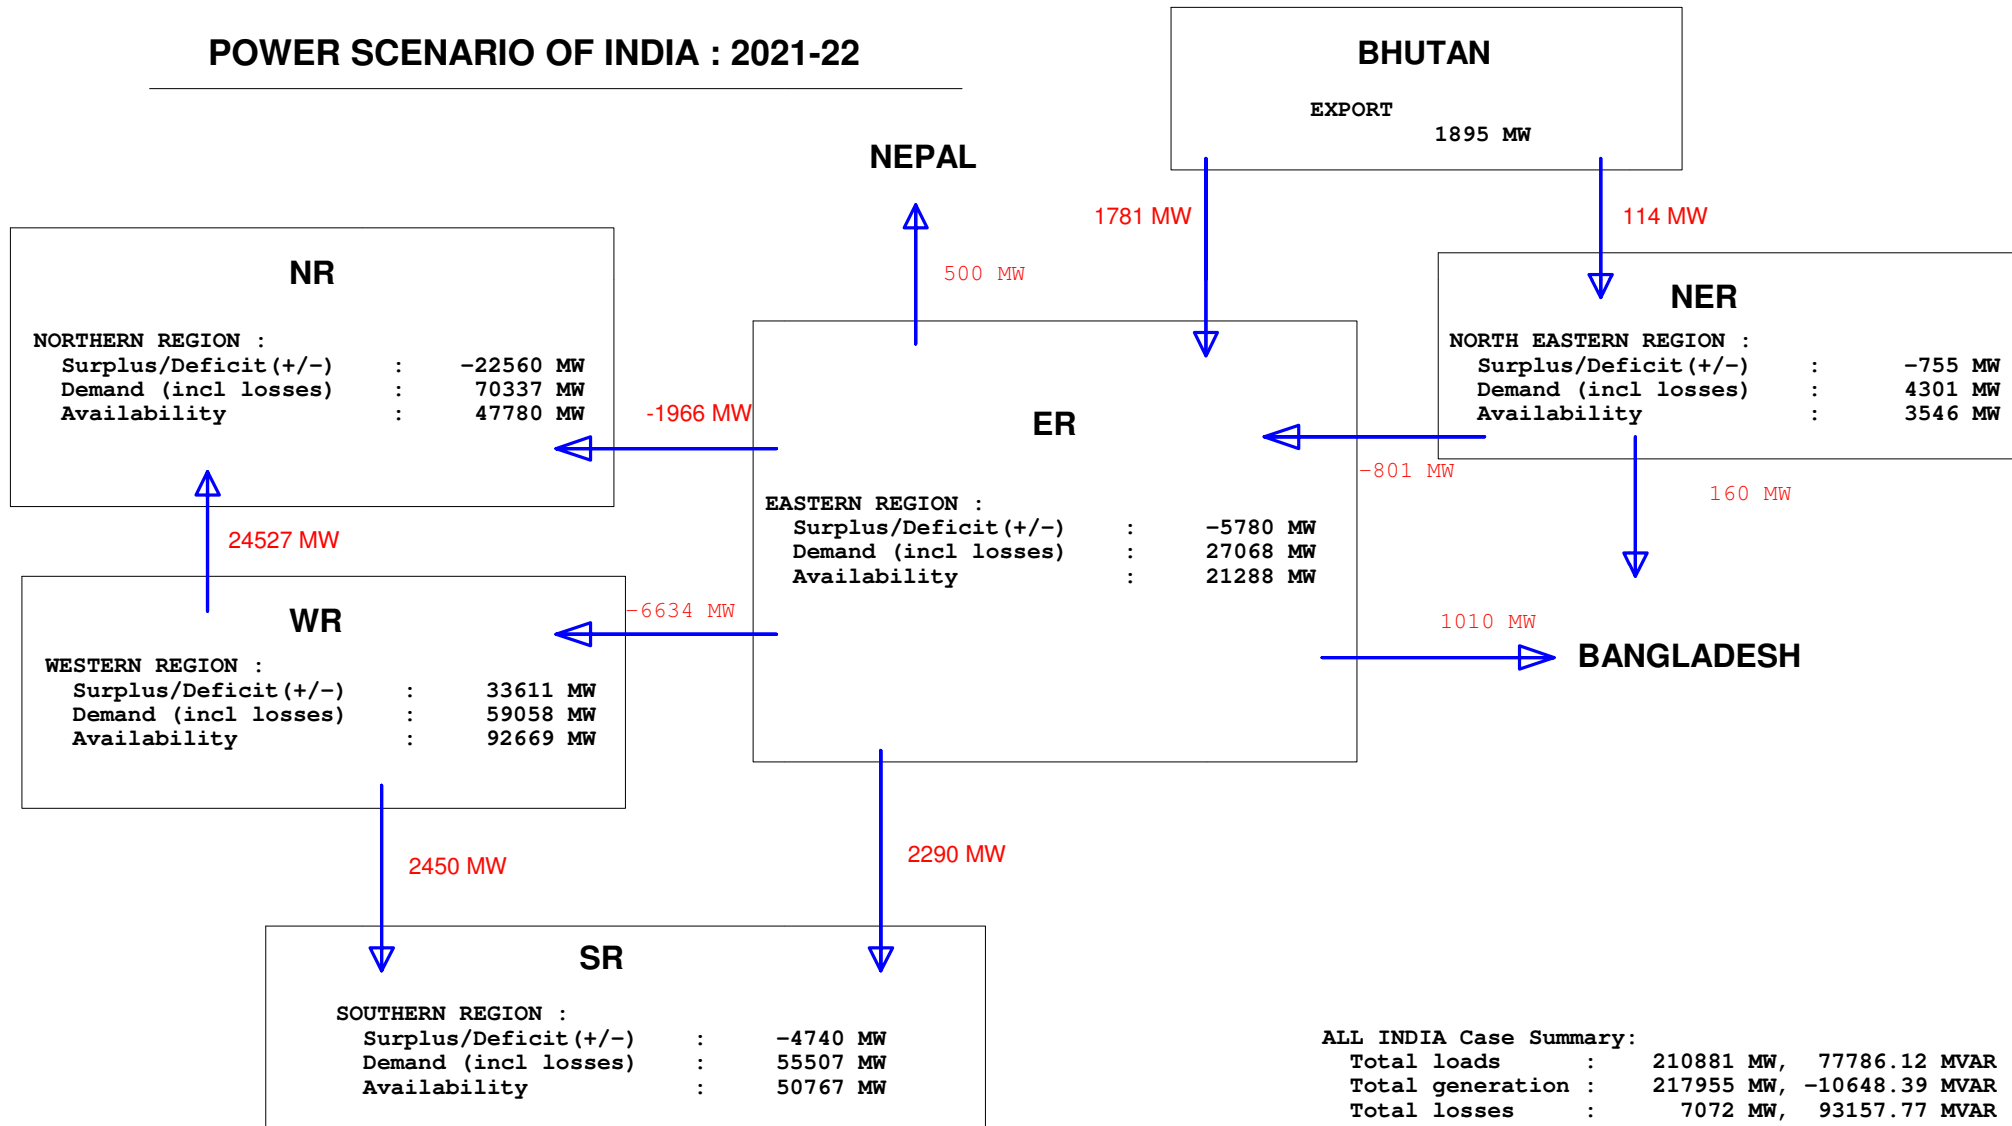 POWER SCENARIO OF INDIA : 2021-22
BHUTAN
EXPORT
1895 MW
NEPAL
1781 MW
114 MW
500 MW
NR
NORTHERN REGION :
Surplus/Deficit(+/-) : -22560 MW
Demand (incl losses) : 70337 MW
Availability : 47780 MW
NER
NORTH EASTERN REGION :
Surplus/Deficit(+/-) : -755 MW
Demand (incl losses) : 4301 MW
Availability : 3546 MW
-1966 MW
ER
EASTERN REGION :
Surplus/Deficit(+/-) : -5780 MW
Demand (incl losses) : 27068 MW
Availability : 21288 MW
-801 MW
160 MW
24527 MW
-6634 MW
1010 MW
BANGLADESH
WR
WESTERN REGION :
Surplus/Deficit(+/-) : 33611 MW
Demand (incl losses) : 59058 MW
Availability : 92669 MW
2450 MW
2290 MW
SR
SOUTHERN REGION :
Surplus/Deficit(+/-) : -4740 MW
Demand (incl losses) : 55507 MW
Availability : 50767 MW
ALL INDIA Case Summary:
Total loads : 210881 MW, 77786.12 MVAR
Total generation : 217955 MW, -10648.39 MVAR
Total losses : 7072 MW, 93157.77 MVAR